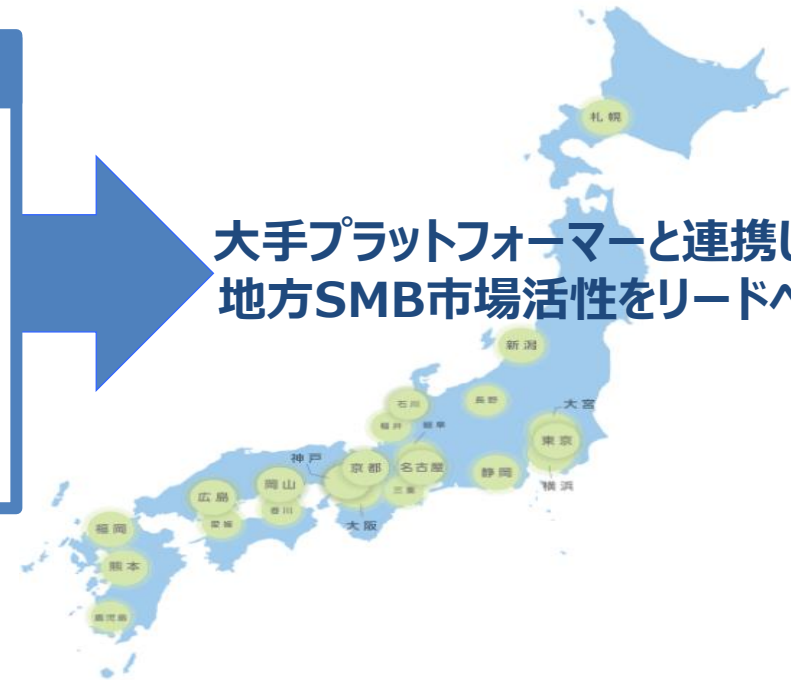 大手プラットフォーマーと連携し
地方SMB市場活性をリードへ
札幌
新潟
長野
石川
福井
岐阜
大宮
東京
横浜
神戸
京都
名古屋
静岡
三重
大阪
広島
岡山
香川
愛媛
福岡
熊本
鹿児島